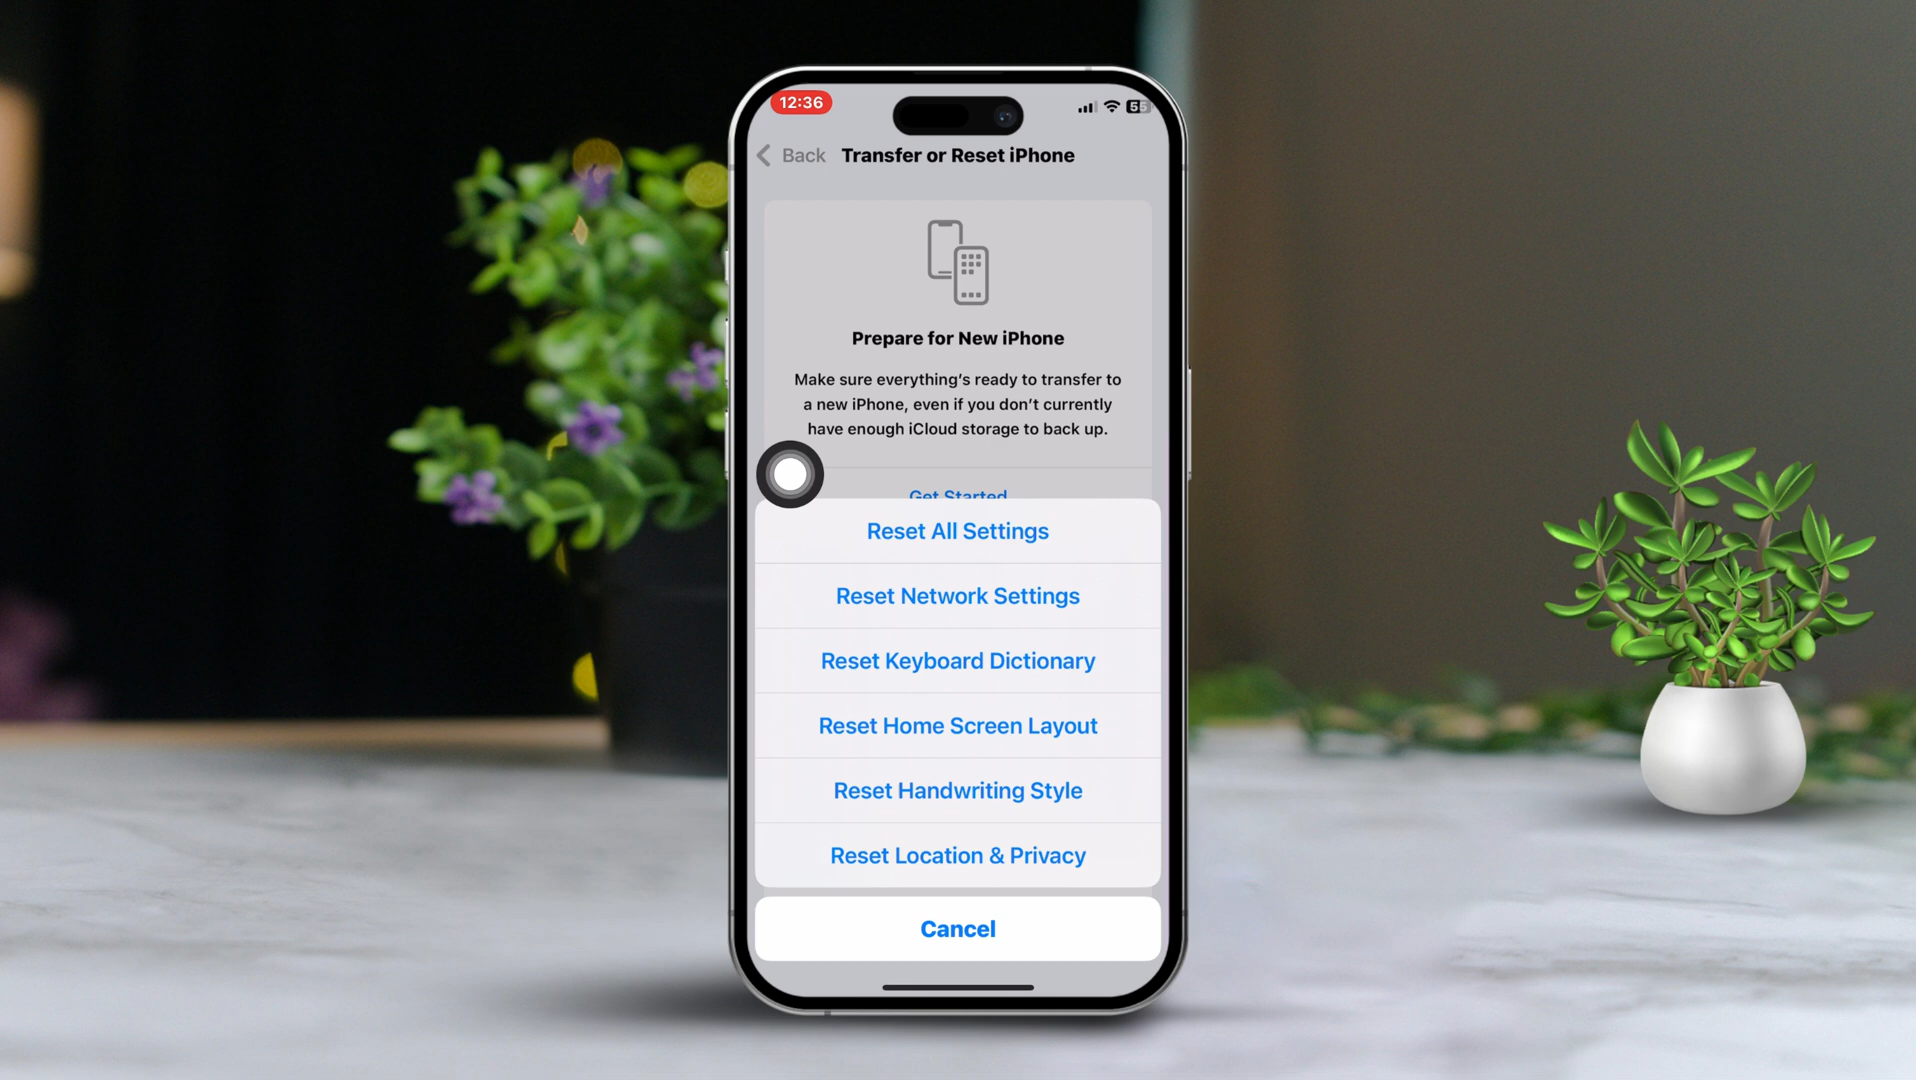 12:36
55
Back
Transfer or Reset iPhone
Prepare for New iPhone
Make sure everything's ready to transfer to
a new iPhone, even if you don't currently
have enough iCloud storage to back up.
Get Started
Reset All Settings
Reset Network Settings
Reset Keyboard Dictionary
Reset Home Screen Layout
Reset Handwriting Style
Reset Location & Privacy
Cancel